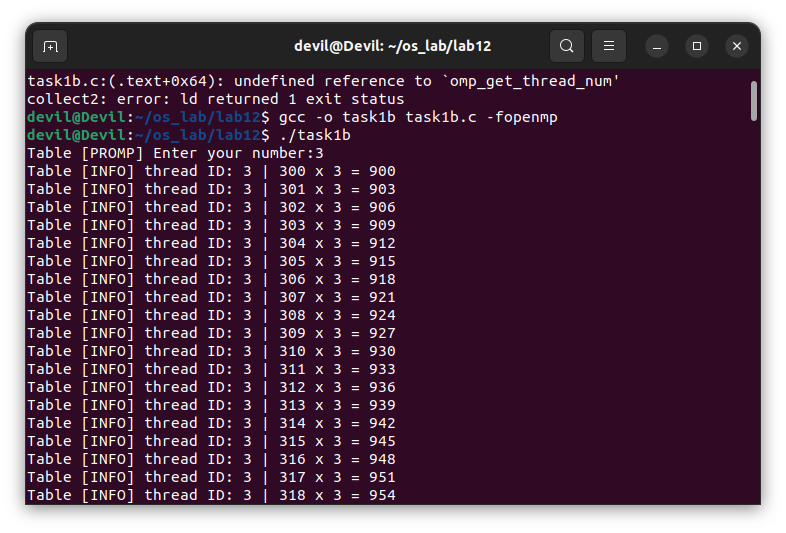 devil@Devil: ~/os_lab/lab12
task1b.c:(.text+0x64): undefined reference to `omp_get_thread_num'
collect2: error: ld returned 1 exit status
devil@Devil:~/os_lab/lab12$ gcc -o task1b task1b.c -fopenmp
devil@Devil:~/os_lab/lab12$ ./task1b
Table [PROMP] Enter your number:3
Table [INFO] thread ID: 3 | 300 x 3 = 900
Table [INFO] thread ID: 3 | 301 x 3 = 903
Table [INFO] thread ID: 3 | 302 x 3 = 906
Table [INFO] thread ID: 3 | 303 x 3 = 909
Table [INFO] thread ID: 3 | 304 x 3 = 912
Table [INFO] thread ID: 3 | 305 x 3 = 915
Table [INFO] thread ID: 3 | 306 x 3 = 918
Table [INFO] thread ID: 3 | 307 x 3 = 921
Table [INFO] thread ID: 3 | 308 x 3 = 924
Table [INFO] thread ID: 3 | 309 x 3 = 927
Table [INFO] thread ID: 3 | 310 x 3 = 930
Table [INFO] thread ID: 3 | 311 x 3 = 933
Table [INFO] thread ID: 3 | 312 x 3 = 936
Table [INFO] thread ID: 3 | 313 x 3 = 939
Table [INFO] thread ID: 3 | 314 x 3 = 942
Table [INFO] thread ID: 3 | 315 x 3 = 945
Table [INFO] thread ID: 3 | 316 x 3 = 948
Table [INFO] thread ID: 3 | 317 x 3 = 951
Table [INFO] thread ID: 3 | 318 x 3 = 954